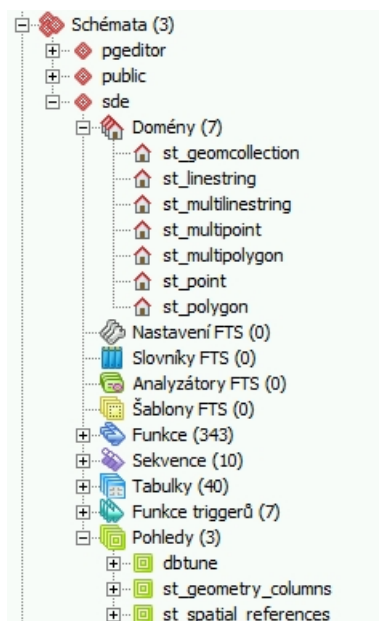 Schémata (3)
pgeditor
public
sde
Domény (7)
st_geomcollection
st_linestring
st_multilinestring
st_multipoint
st_multipolygon
st_point
st_polygon
Nastavení FTS (0)
Slovníky FTS (0)
Analyzátory FTS (0)
Šablony FTS (0)
Funkce (343)
Sekvence (10)
Tabulky (40)
Funkce triggerů (7)
Pohledy (3)
dbtune
st_geometry_columns
st_spatial_references